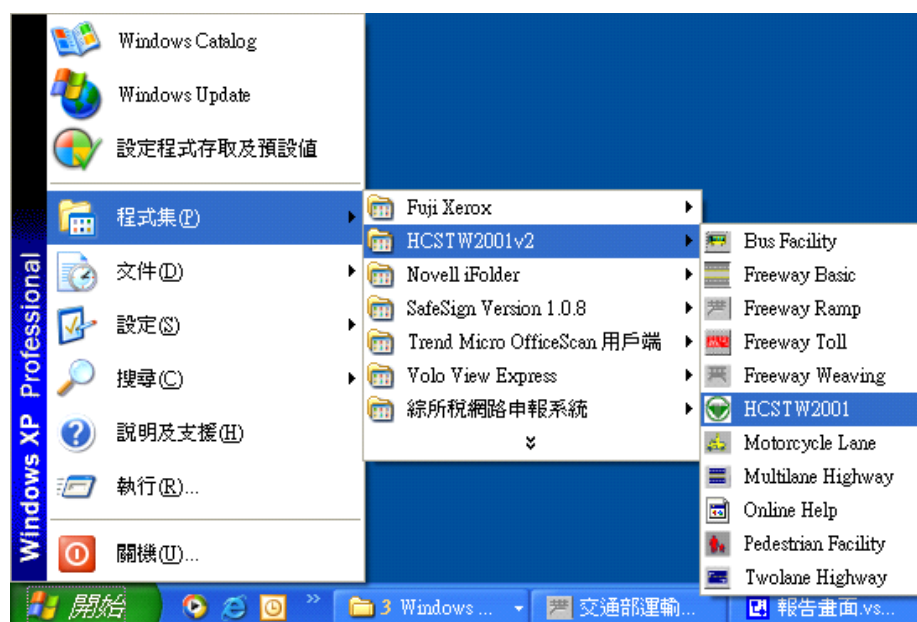 Windows Catalog
Windows Update
設定程式存取及預設值
程式集(P)
文件(D)
設定(S)
搜尋(C)
說明及支援(H)
執行(R)...
關機(U)...
Windows XP Professional
Fuji Xerox
HCSTW2001v2
Novell iFolder
SafeSign Version 1.0.8
Trend Micro OfficeScan 用戶端
Volo View Express
綜所稅網路申報系統
Bus Facility
Freeway Basic
Freeway Ramp
Freeway Toll
Freeway Weaving
HCSTW2001
Motorcycle Lane
Multilane Highway
Online Help
Pedestrian Facility
Twolane Highway
開始
3 Windows ...
交通部運輸...
報告畫面.vs...